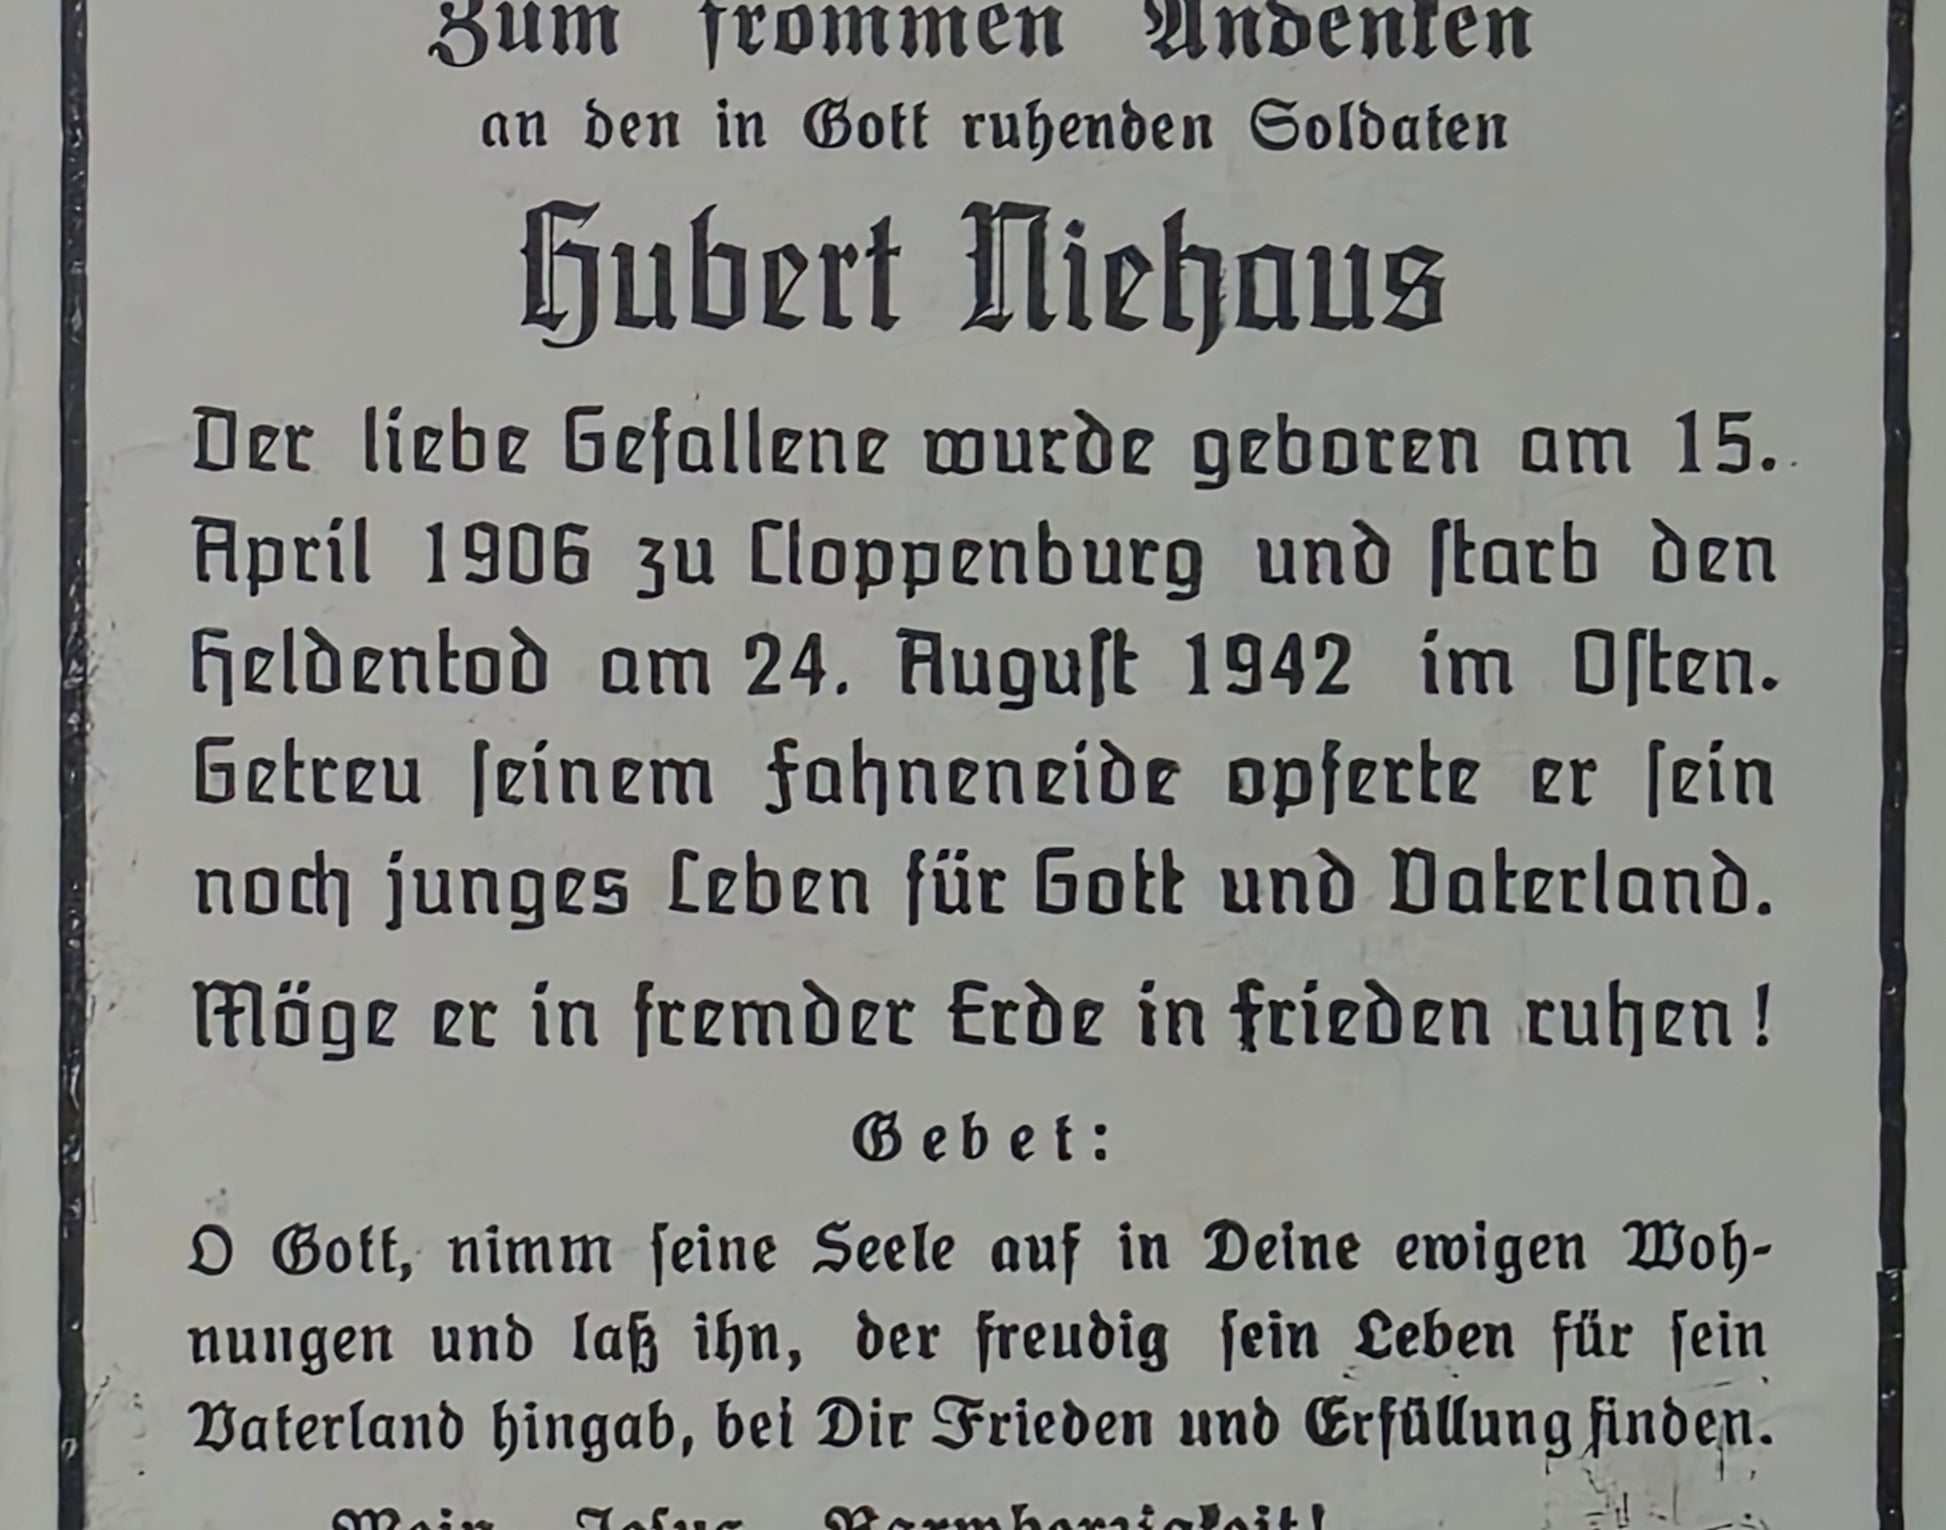 Zum frommen Andenken
an den in Gott ruhenden Soldaten
Hubert Niehaus
Der liebe Gefallene wurde geboren am 15.
April 1906 zu Cloppenburg und ſtarb den
Heldentod am 24. Auguſt 1942 im Oſten.
Getreu ſeinem Fahneneide opferte er ſein
noch junges Leben für Gott und Vaterland.
Möge er in fremder Erde in Frieden ruhen!
Gebet:
O Gott, nimm ſeine Seele auf in Deine ewigen Woh-
nungen und laß ihn, der freudig ſein Leben für ſein
Vaterland hingab, bei Dir Frieden und Erfüllung finden.
Mein Jeſus Barmherzigkeit!